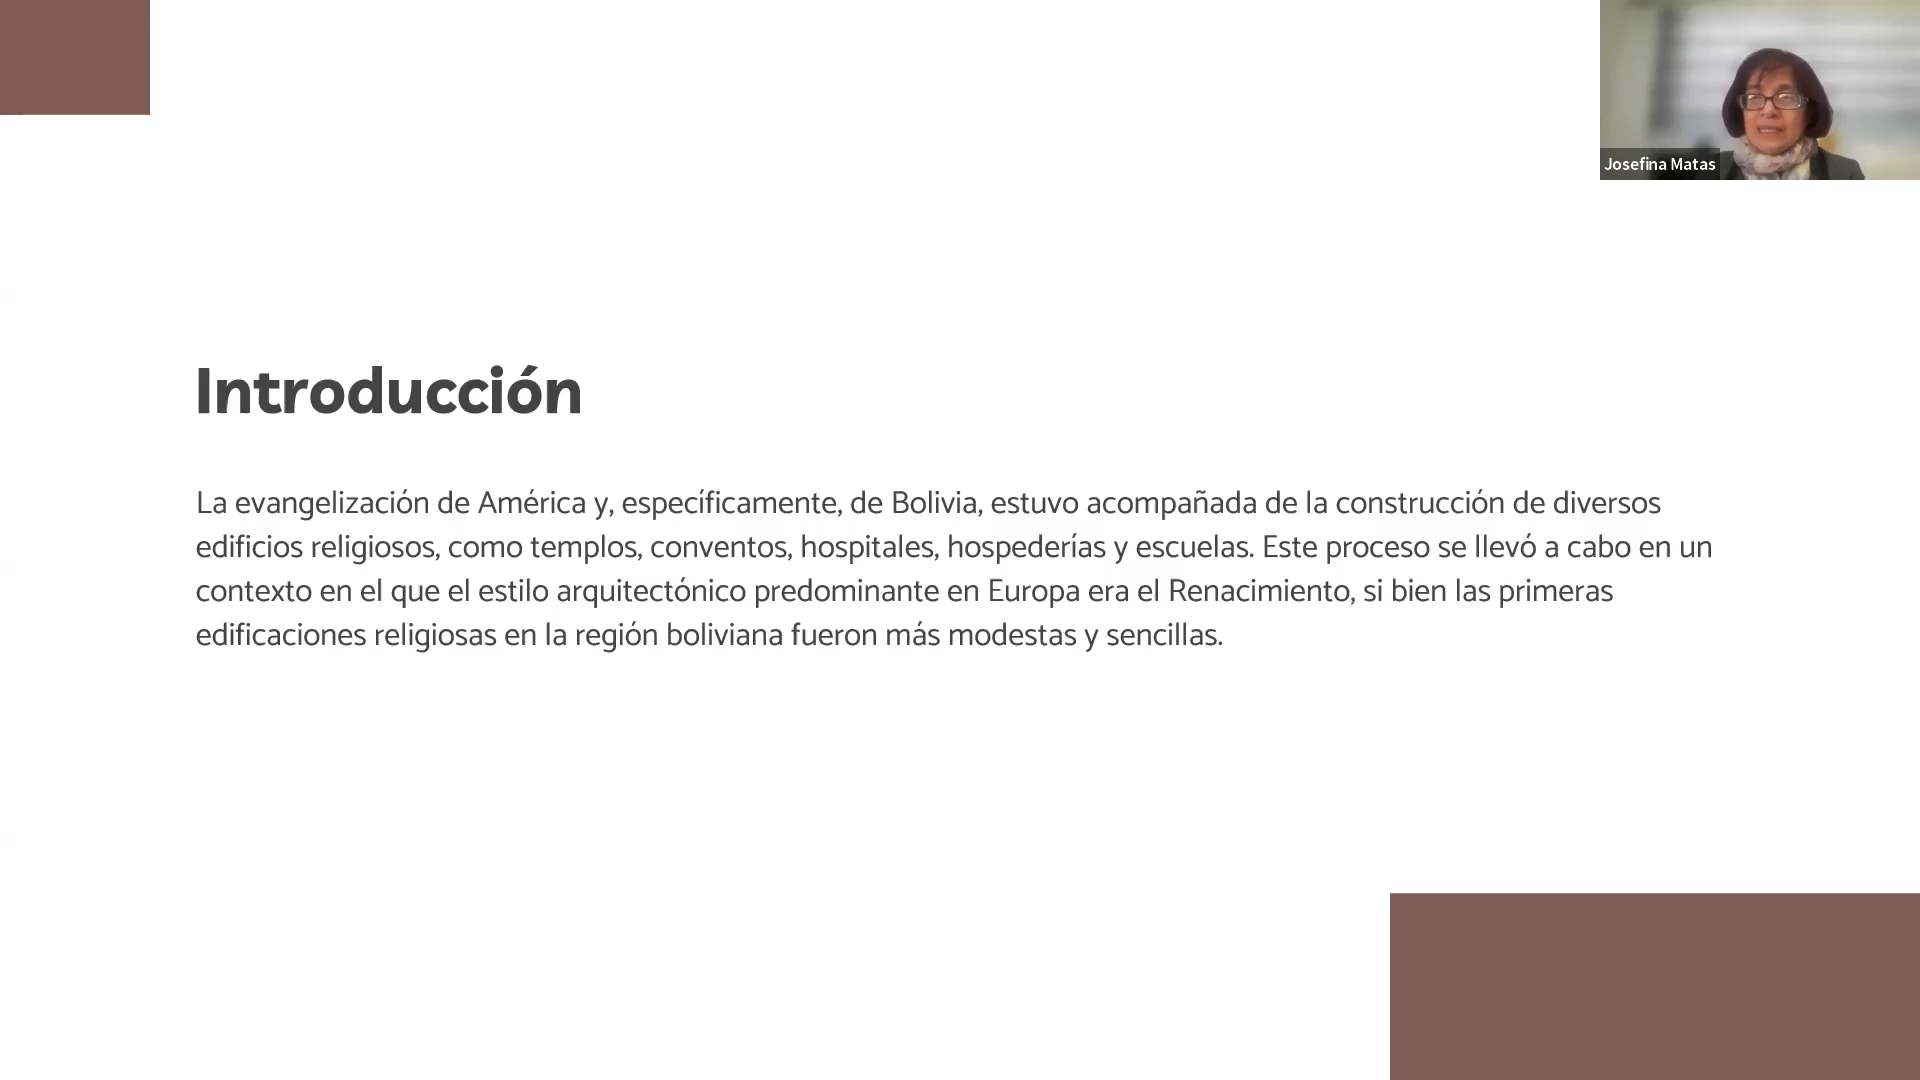 Josefina Matas
Introducción
La evangelización de América y, específicamente, de Bolivia, estuvo acompañada de la construcción de diversos
edificios religiosos, como templos, conventos, hospitales, hospederías y escuelas. Este proceso se llevó a cabo en un
contexto en el que el estilo arquitectónico predominante en Europa era el Renacimiento, si bien las primeras
edificaciones religiosas en la región boliviana fueron más modestas y sencillas.